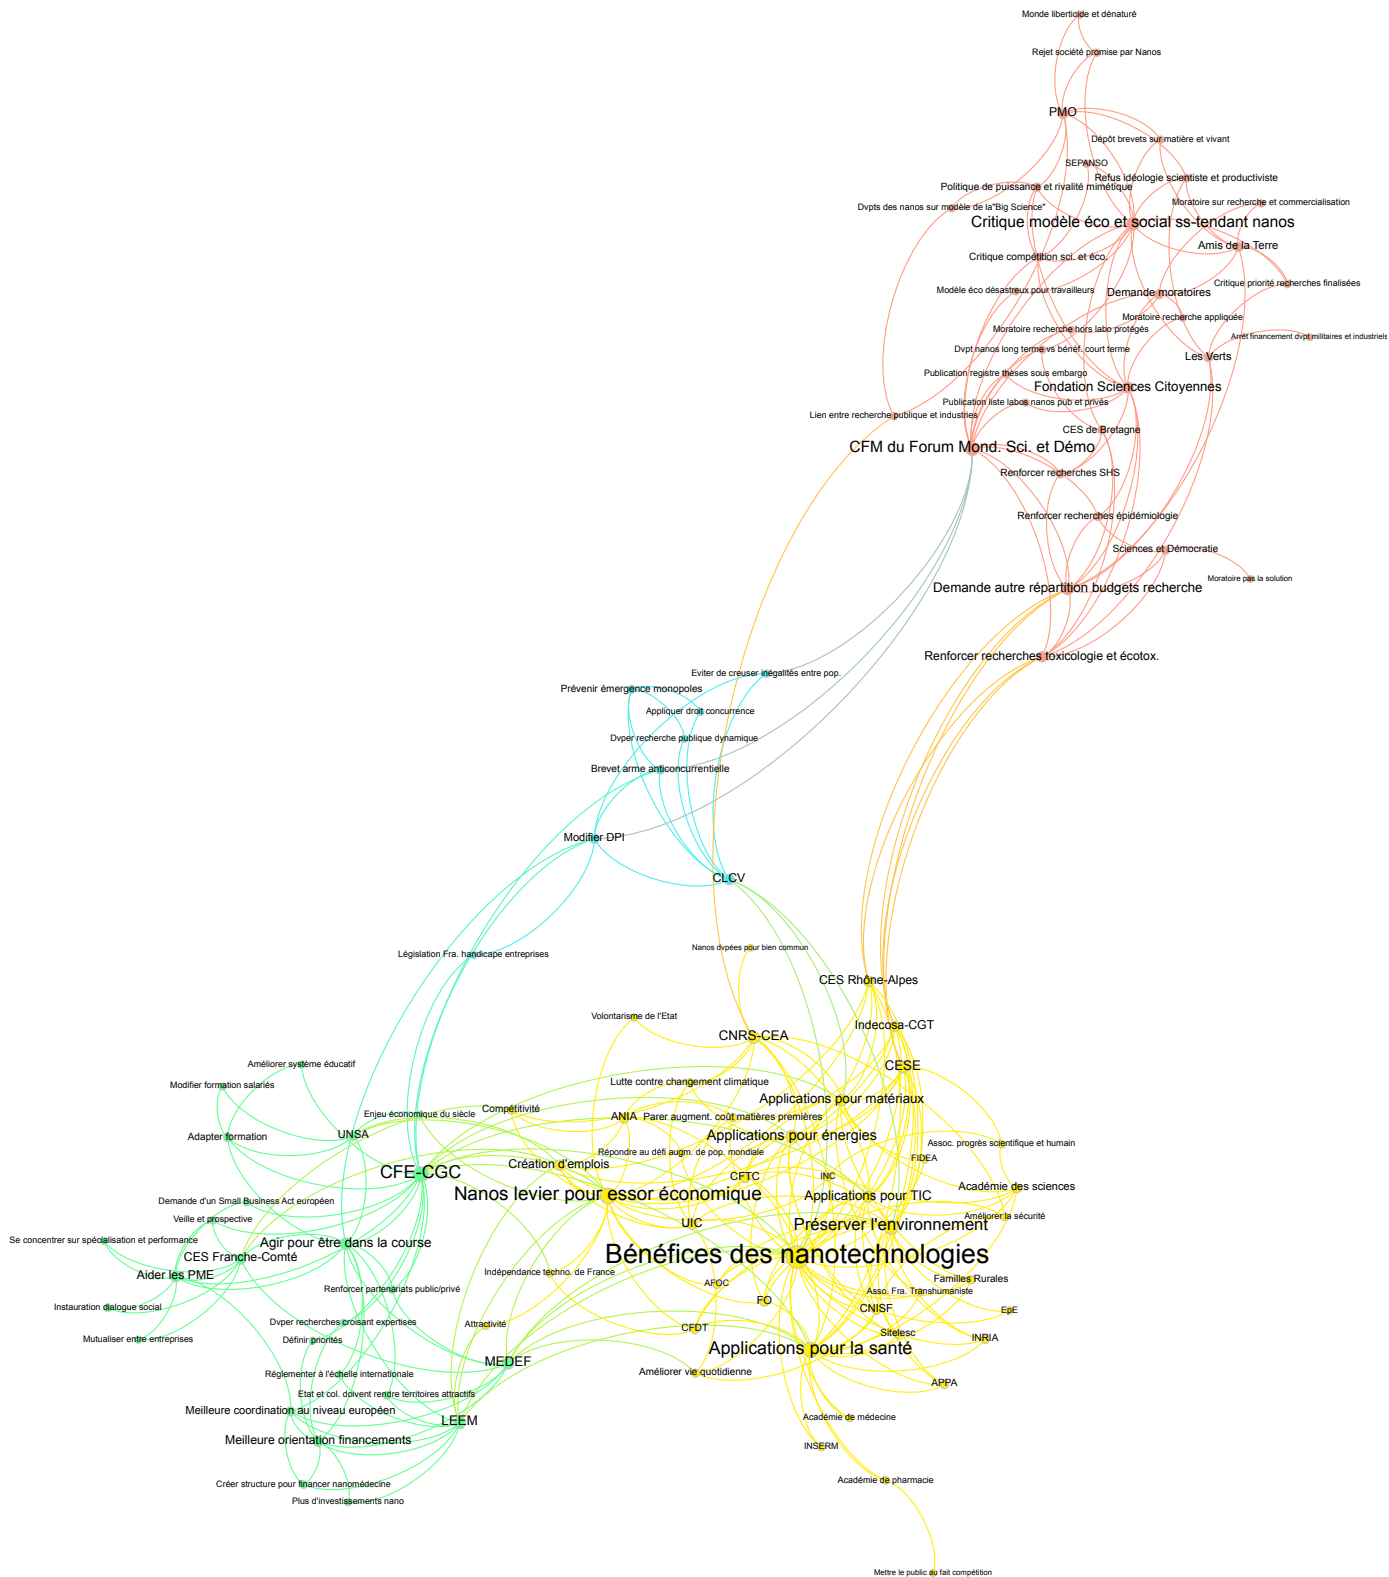 Monde liberticide et dénaturé
Rejet société promise par Nanos
PMO
Dépôt brevets sur matière et vivant
SEPANSO
Refus idéologie scientiste et productiviste
Politique de puissance et rivalité mimétique
Moratoire sur recherche et commercialisation
Dvpts des nanos sur modèle de la"Big Science"
Critique modèle éco et social ss-tendant nanos
Amis de la Terre
Critique compétition sci. et éco.
Critique priorité recherches finalisées
Modèle éco désastreux pour travailleurs
Demande moratoires
Moratoire recherche appliquée
Moratoire recherche hors labo protégés
Arrêt financement dvpt militaires et industriels
Dvpt nanos long terme vs bénéf. court terme
Les Verts
Publication registre thèses sous embargo
Fondation Sciences Citoyennes
Publication liste labos nanos pub et privés
Lien entre recherche publique et industries
CES de Bretagne
CFM du Forum Mond. Sci. et Démo
Renforcer recherches SHS
Renforcer recherches épidémiologie
Sciences et Démocratie
Moratoire pas la solution
Demande autre répartition budgets recherche
Renforcer recherches toxicologie et écotox.
Eviter de creuser inégalités entre pop.
Prévenir émergence monopoles
Appliquer droit concurrence
Dvper recherche publique dynamique
Brevet arme anticoncurrentielle
Modifier DPI
CLCV
Nanos dvpées pour bien commun
Législation Fra. handicape entreprises
CES Rhône-Alpes
Volontarisme de l'Etat
Indecosa-CGT
CNRS-CEA
Améliorer système éducatif
CESE
Modifier formation salariés
Lutte contre changement climatique
Applications pour matériaux
Enjeu économique du siècle
Compétitivité
ANIA
Parer augment. coût matières premières
UNSA
Adapter formation
Applications pour énergies
Assoc. progrès scientifique et humain
Répondre au défi augm. de pop. mondiale
FIDEA
Création d'emplois
CFE-CGC
CFTC
INC
Académie des sciences
Nanos levier pour essor économique
Applications pour TIC
Demande d'un Small Business Act européen
Améliorer la sécurité
Veille et prospective
UIC
Préserver l'environnement
Se concentrer sur spécialisation et performance
Agir pour être dans la course
CES Franche-Comté
Bénéfices des nanotechnologies
Aider les PME
Indépendance techno. de France
Familles Rurales
AFOC
Renforcer partenariats public/privé
Asso. Fra. Transhumaniste
FO
Instauration dialogue social
CNISF
EpE
Dvper recherches croisant expertises
Attractivité
CFDT
Sitelesc
Mutualiser entre entreprises
Définir priorités
INRIA
Applications pour la santé
MEDEF
Réglementer à l'échelle internationale
Améliorer vie quotidienne
APPA
Etat et col. doivent rendre territoires attractifs
Meilleure coordination au niveau européen
LEEM
Académie de médecine
Meilleure orientation financements
INSERM
Académie de pharmacie
Créer structure pour financer nanomédecine
Plus d'investissements nano
Mettre le public au fait compétition